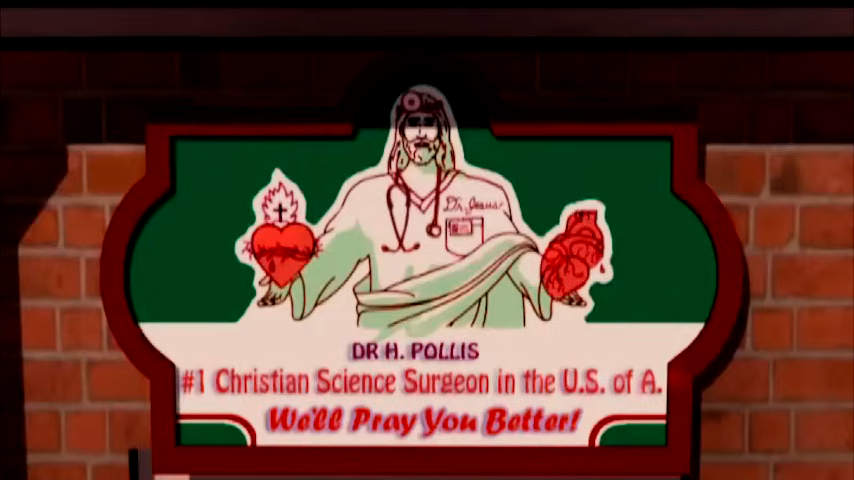 Dr. Jesus
DR H. POLLIS
#1 Christian Science Surgeon in the U.S. of A.
We'll Pray You Better!